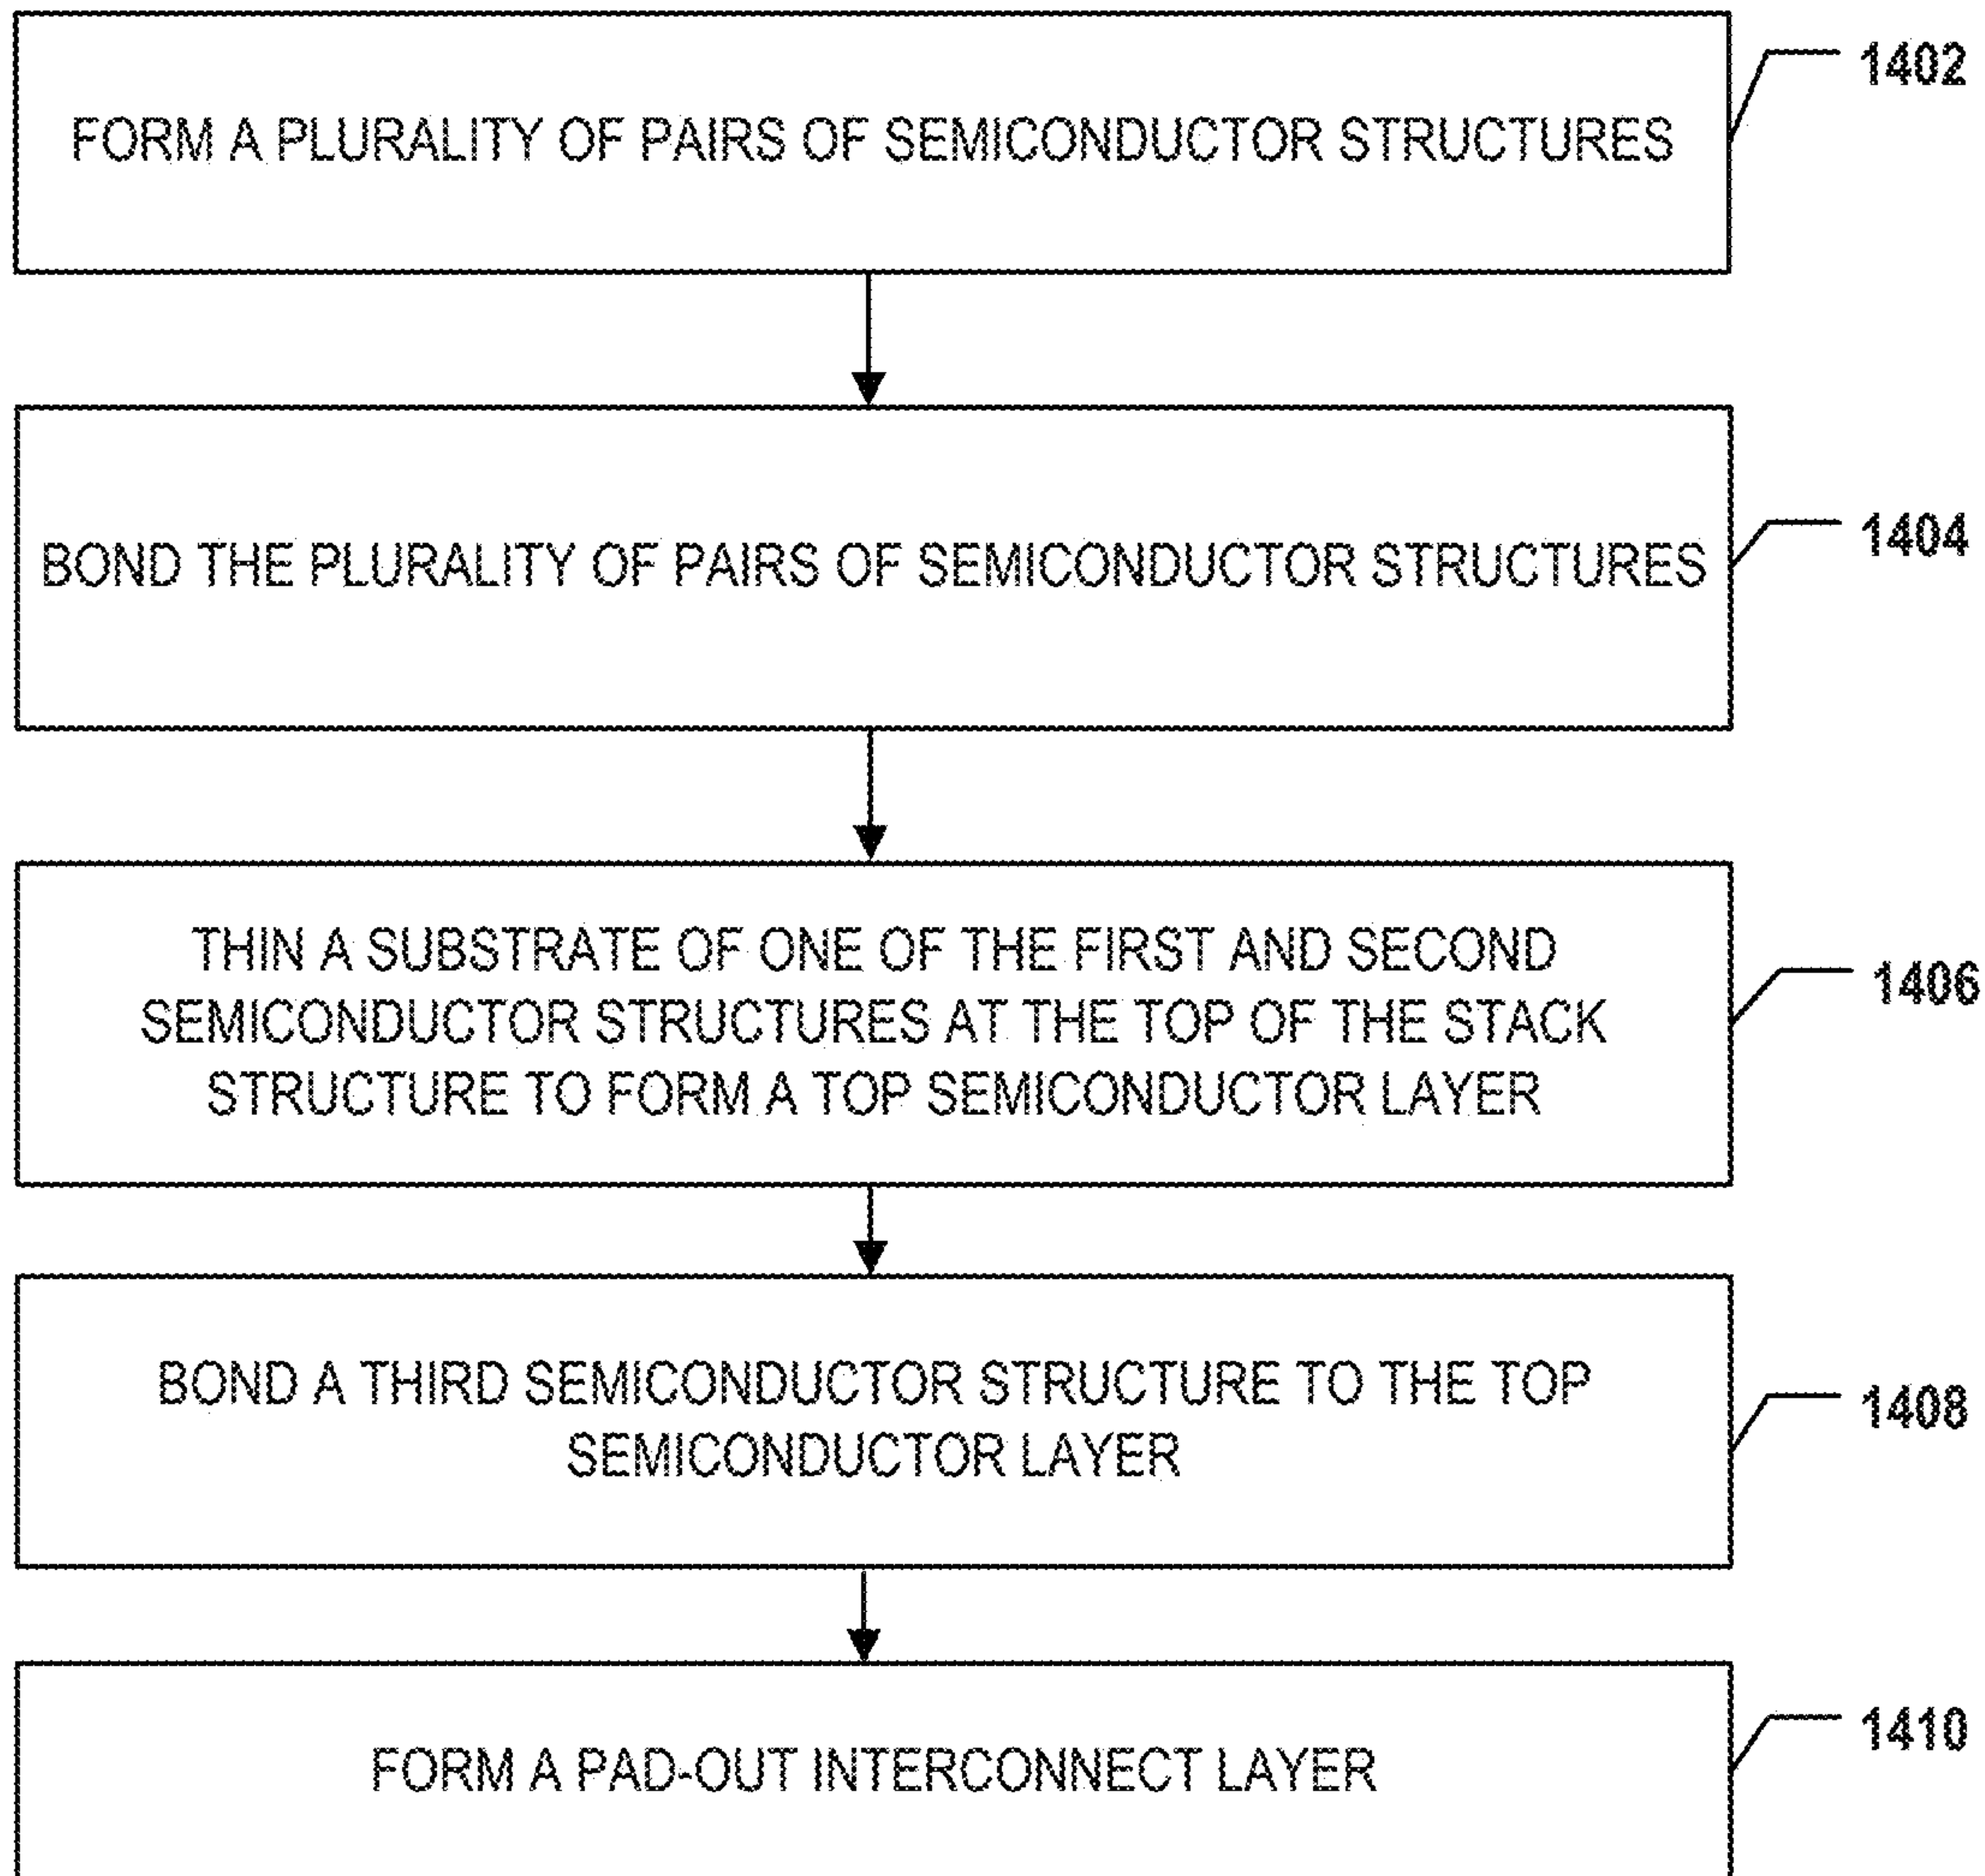 FORM A PLURALITY OF PAIRS OF SEMICONDUCTOR STRUCTURES
1402
BOND THE PLURALITY OF PAIRS OF SEMICONDUCTOR STRUCTURES
1404
THIN A SUBSTRATE OF ONE OF THE FIRST AND SECOND
SEMICONDUCTOR STRUCTURES AT THE TOP OF THE STACK
STRUCTURE TO FORM A TOP SEMICONDUCTOR LAYER
1406
BOND A THIRD SEMICONDUCTOR STRUCTURE TO THE TOP
SEMICONDUCTOR LAYER
1408
FORM A PAD-OUT INTERCONNECT LAYER
1410